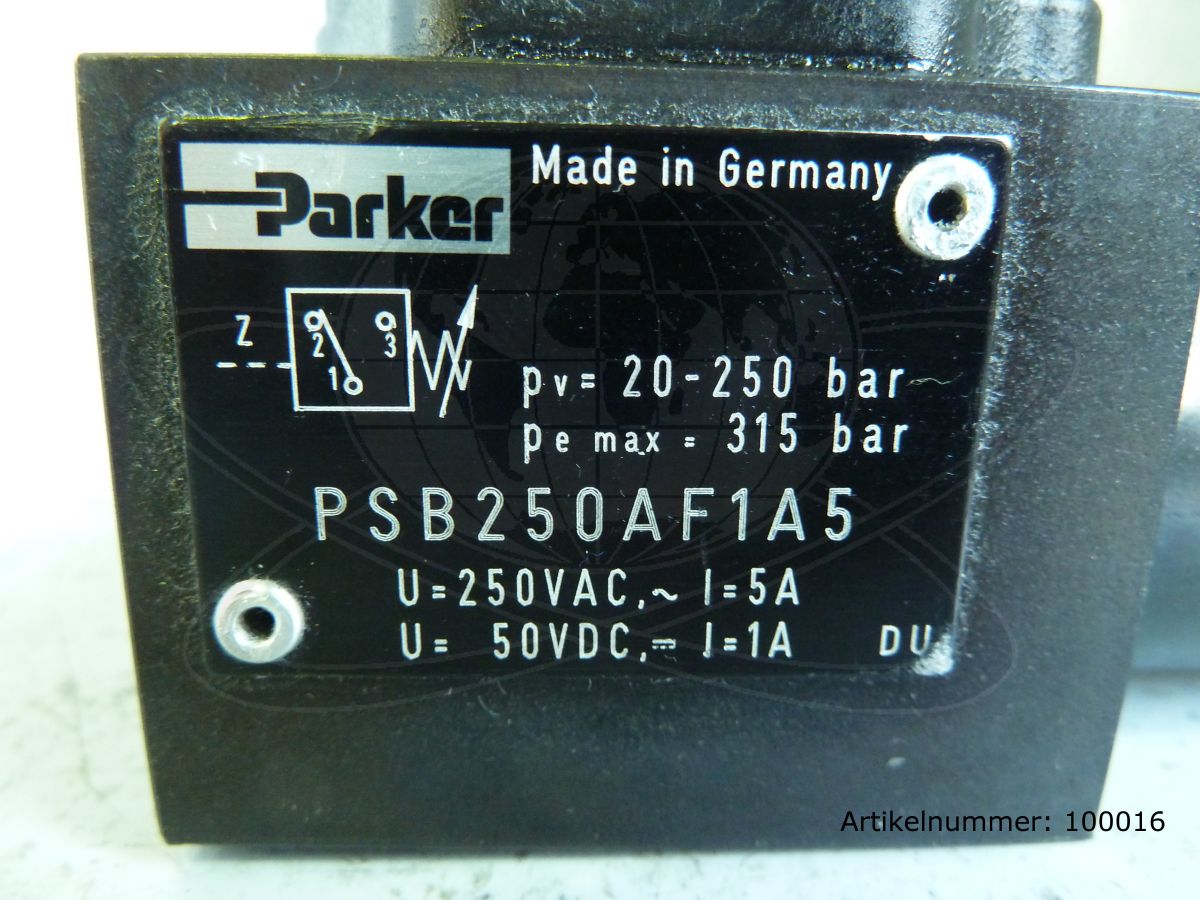 Parker
Made in Germany
Z
2 3
1
pv = 20-250 bar
pe max = 315 bar
PSB250AF1A5
U=250VAC,~ I=5A
U= 50VDC,⎓ I=1A DU
Artikelnummer: 100016